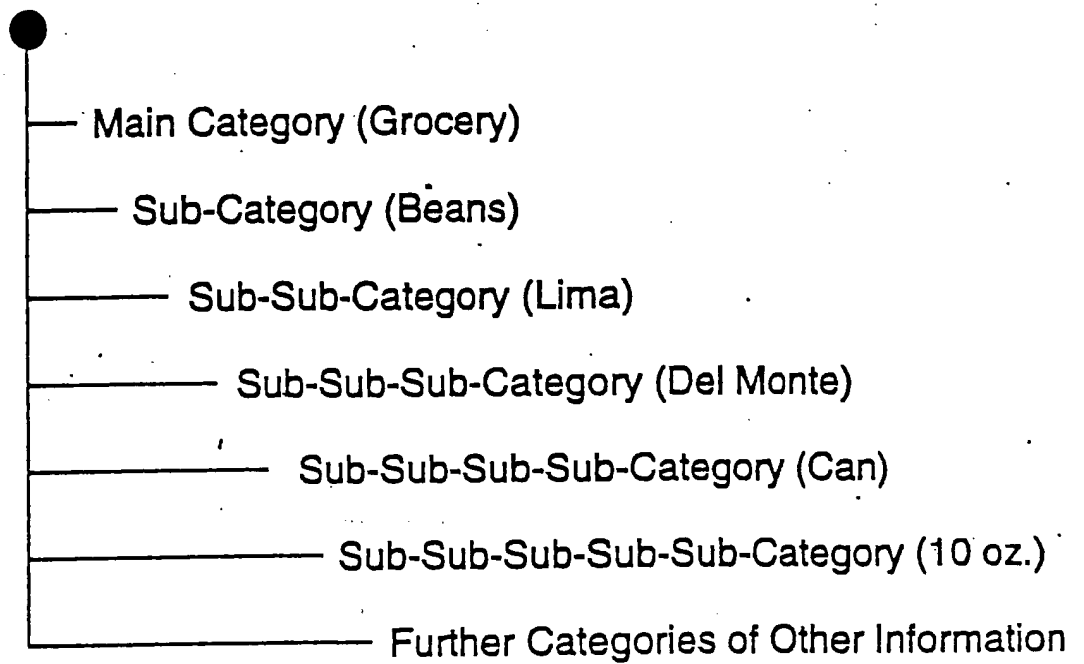 Main Category (Grocery)
Sub-Category (Beans)
Sub-Sub-Category (Lima)
Sub-Sub-Sub-Category (Del Monte)
Sub-Sub-Sub-Sub-Category (Can)
Sub-Sub-Sub-Sub-Sub-Category (10 oz.)
Further Categories of Other Information